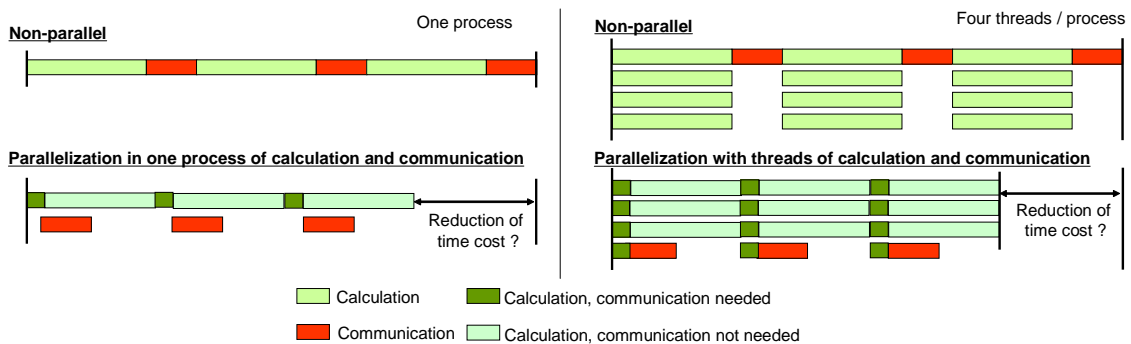 One process
Non-parallel
Parallelization in one process of calculation and communication
Reduction of
time cost ?
Four threads / process
Non-parallel
Parallelization with threads of calculation and communication
Reduction of
time cost ?
Calculation
Calculation, communication needed
Communication
Calculation, communication not needed